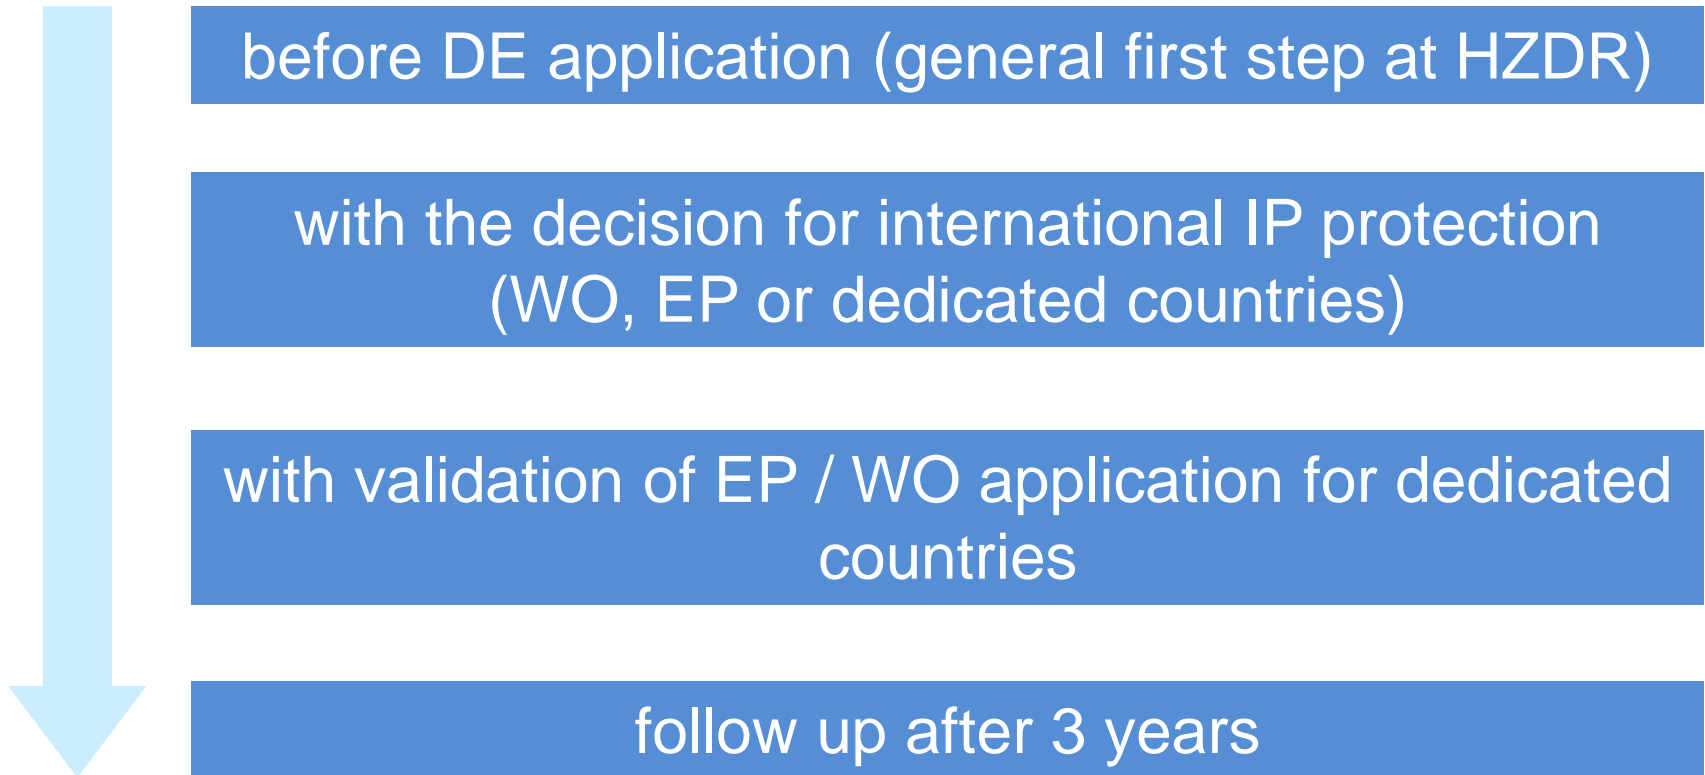 before DE application (general first step at HZDR)
with the decision for international IP protection
(WO, EP or dedicated countries)
with validation of EP / WO application for dedicated
countries
follow up after 3 years